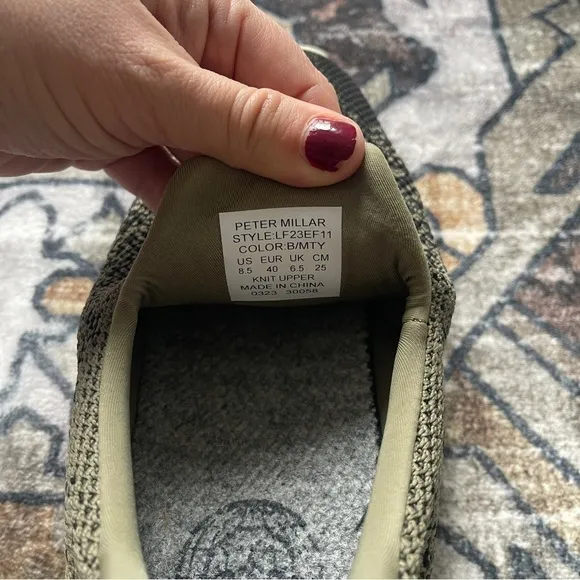 PETER MILLAR
STYLE:LF23EF11
COLOR:B/MTY
US EUR UK CM
8.5 40 6.5 25
KNIT UPPER
MADE IN CHINA
0323 30058